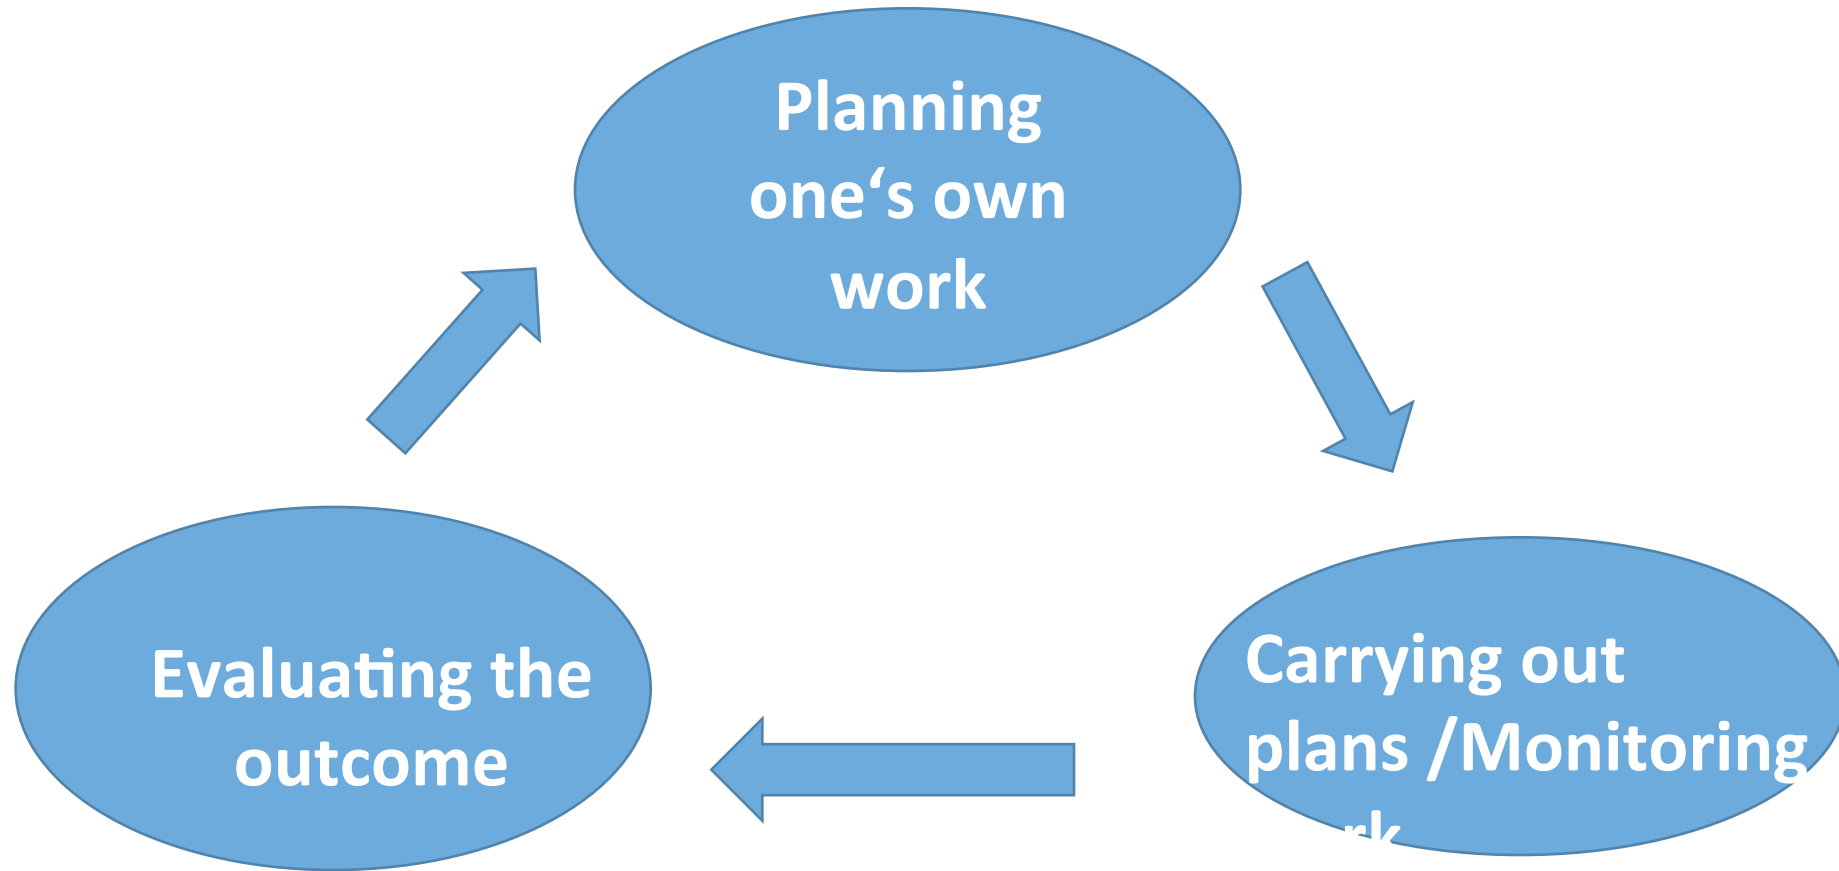 Planning
one‘s own
work
Evaluating the
outcome
Carrying out
plans /Monitoring